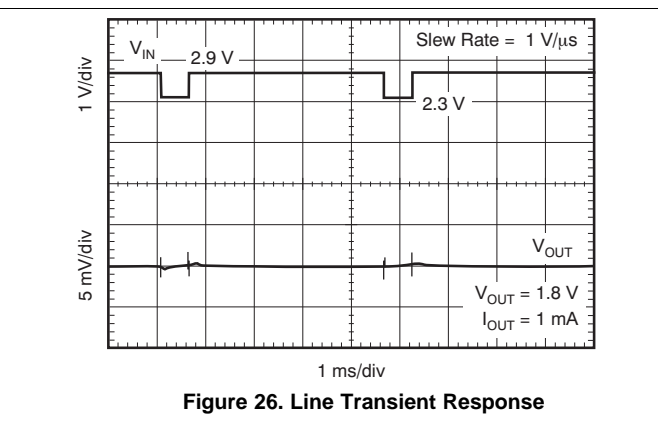 V_IN
2.9 V
Slew Rate = 1 V/μs
1 V/div
2.3 V
V_OUT
5 mV/div
V_OUT = 1.8 V
I_OUT = 1 mA
1 ms/div
Figure 26. Line Transient Response